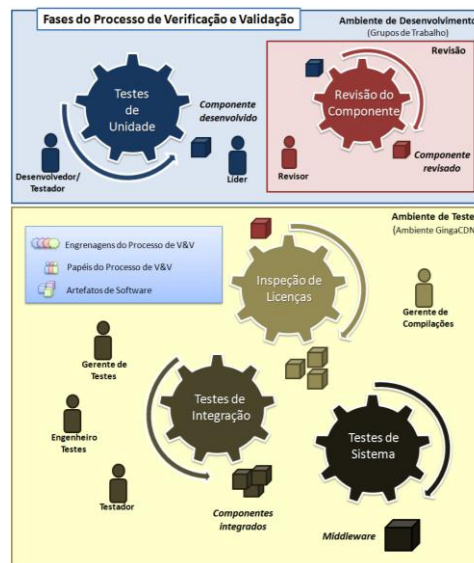 Fases do Processo de Verificação e Validação
Ambiente de Desenvolvimento
(Grupos de Trabalho)
Revisão
Testes
de
Unidade
Componente
desenvolvido
Desenvolvedor/
Testador
Líder
Revisão do
Componente
Revisor
Componente
revisado
Ambiente de Teste
(Ambiente GingaCDN
Engrenagens do Processo de V&V
Papéis do Processo de V&V
Artefatos de Software
Inspeção de
Licenças
Gerente de
Compilações
Gerente de
Testes
Engenheiro
Testes
Testador
Testes de
Integração
Componentes
integrados
Testes de
Sistema
Middleware